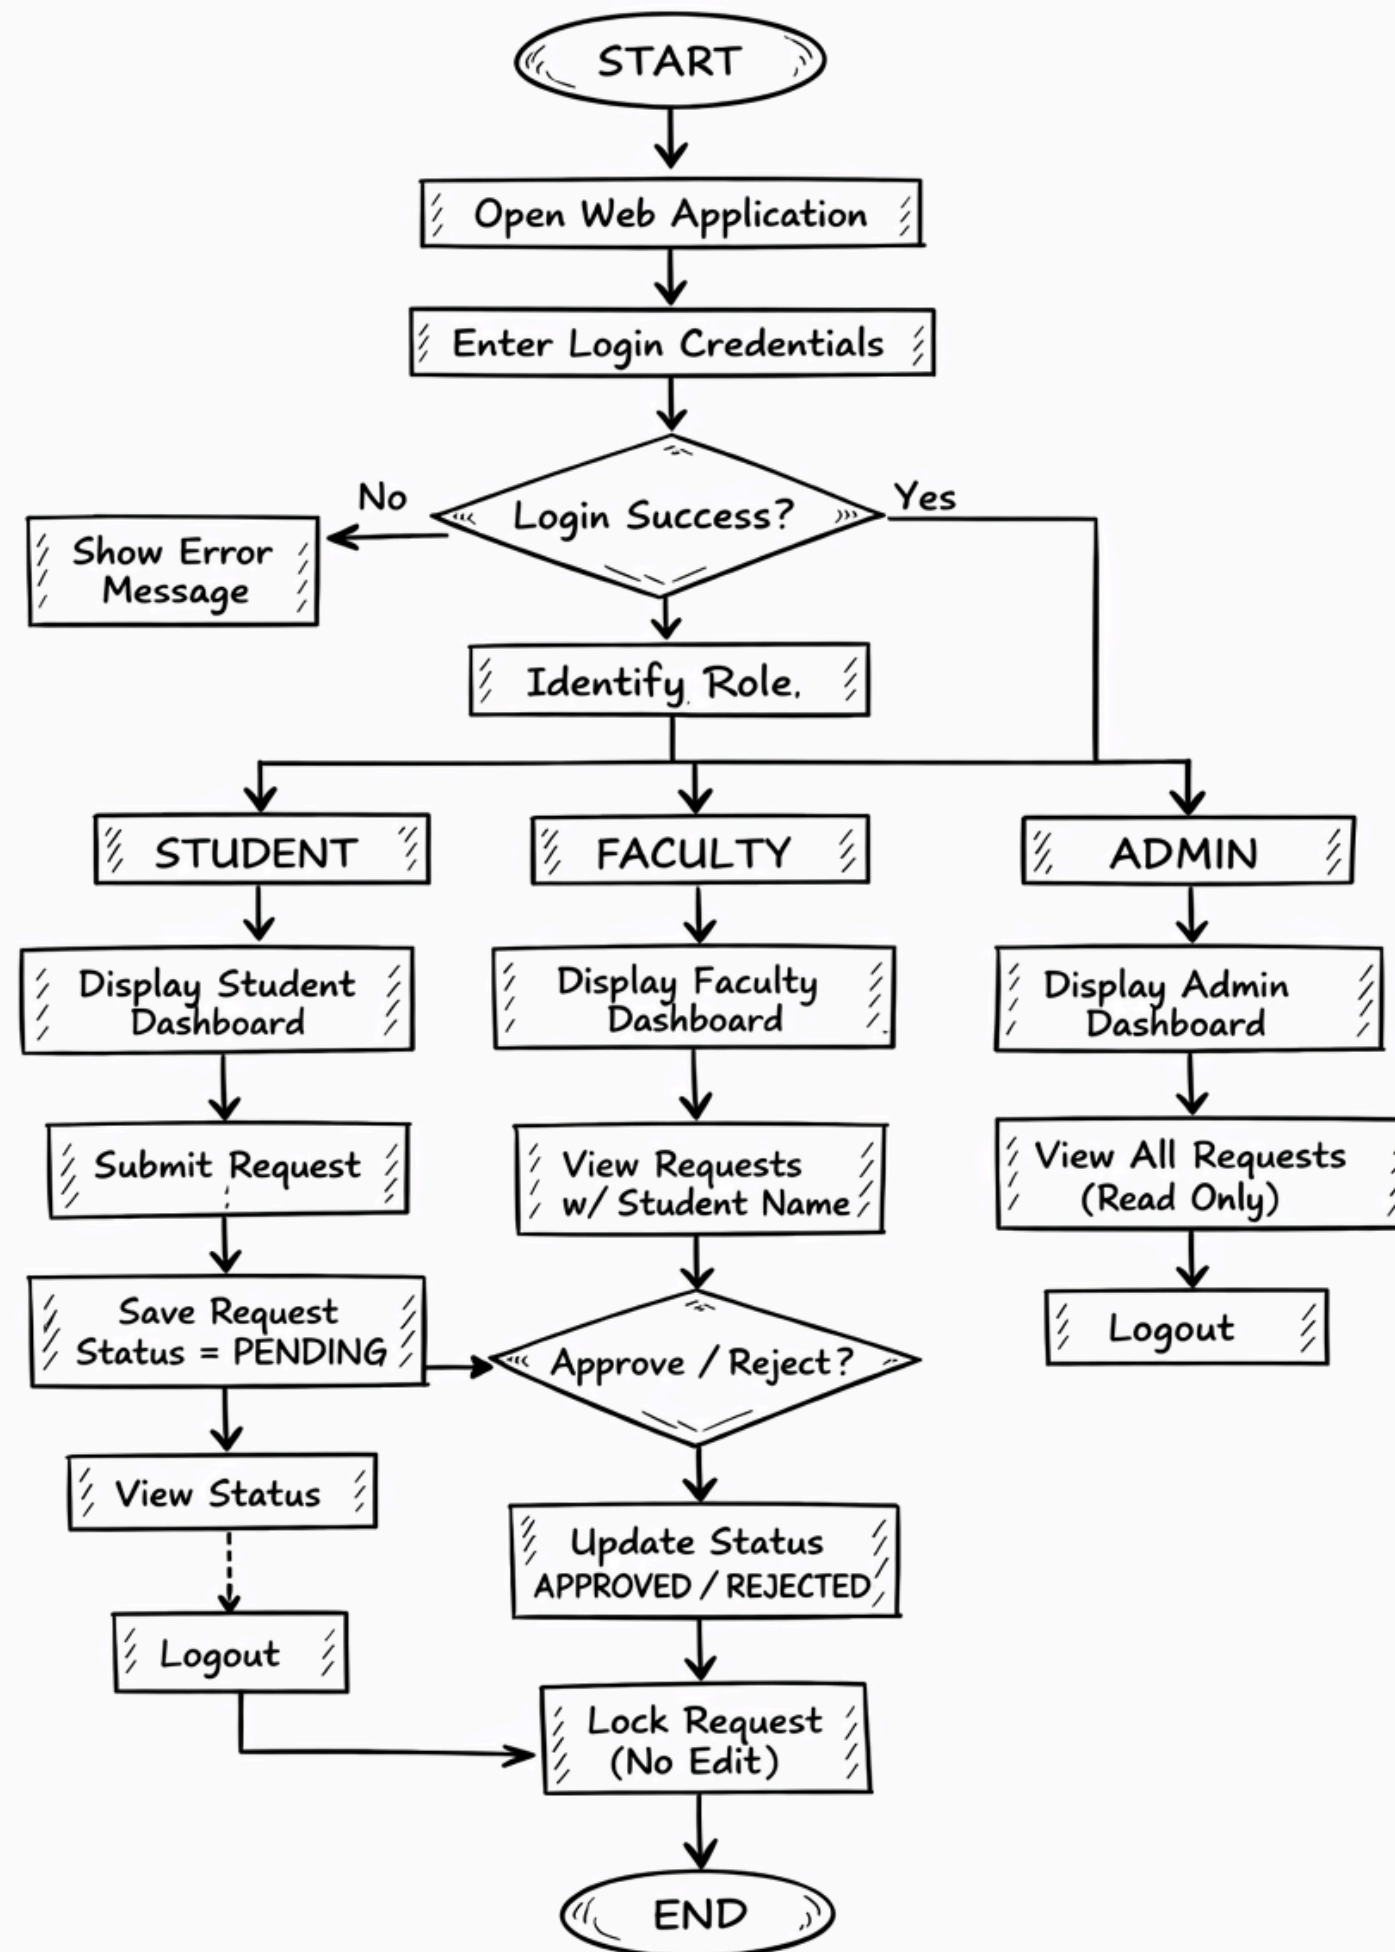 START
Open Web Application
Enter Login Credentials
Login Success?
No
Yes
Show Error
Message
Identify Role.
STUDENT
FACULTY
ADMIN
Display Student
Dashboard
Display Faculty
Dashboard
Display Admin
Dashboard
Submit Request
View Requests
w/ Student Name
View All Requests
(Read Only)
Save Request
Status = PENDING
Approve / Reject?
Logout
View Status
Update Status
APPROVED / REJECTED
Logout
Lock Request
(No Edit)
END